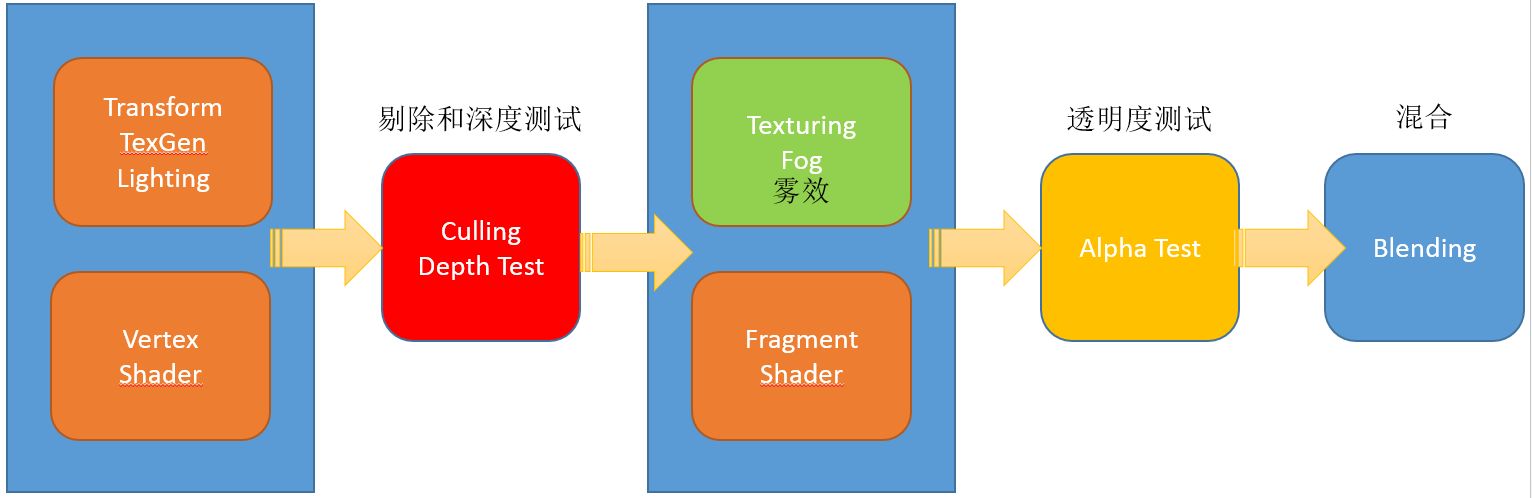 Transform
TexGen
Lighting
Vertex
Shader
剔除和深度测试
Culling
Depth Test
Texturing
Fog
雾效
Fragment
Shader
透明度测试
Alpha Test
混合
Blending